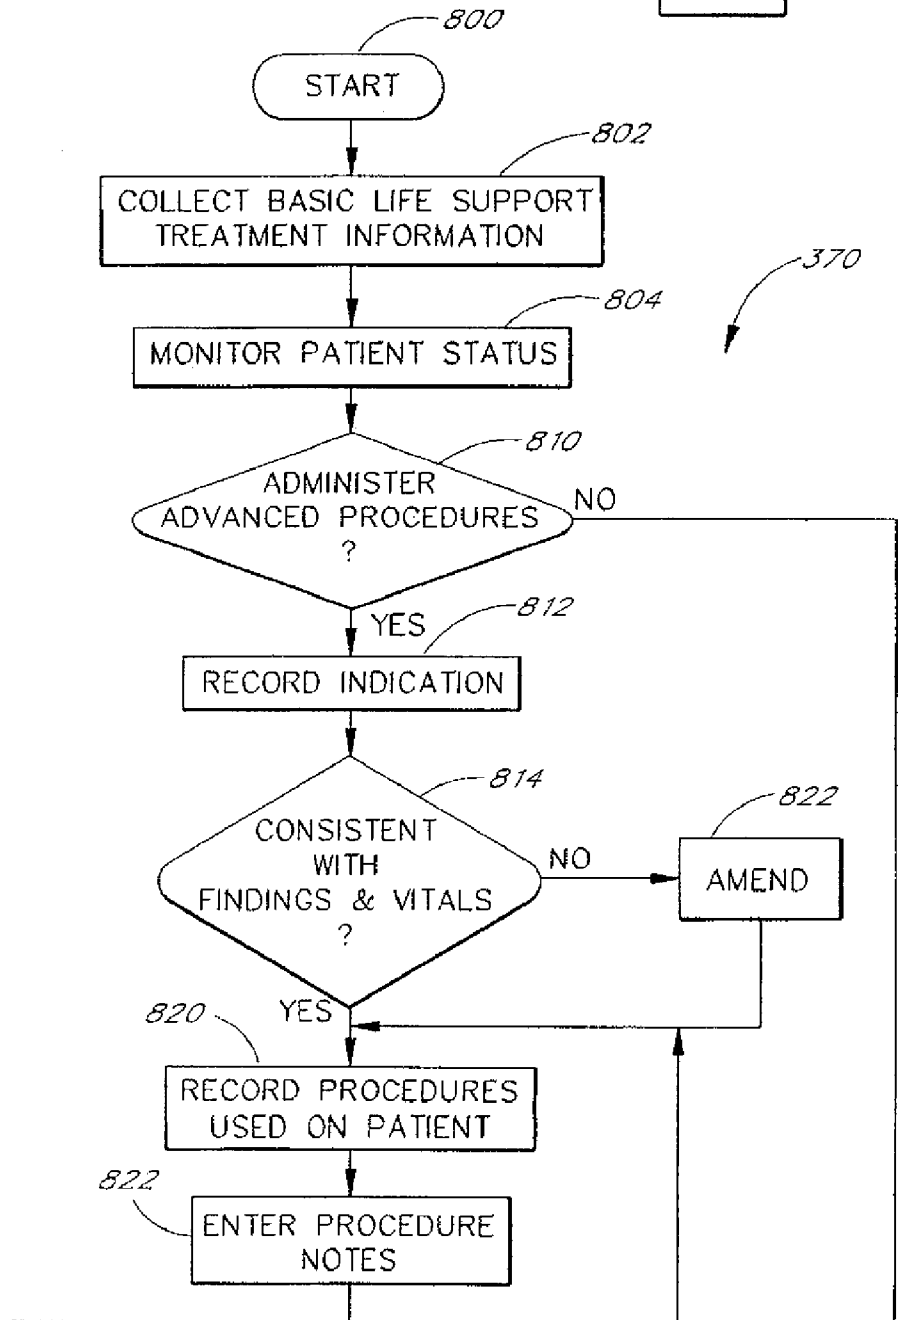 800
START
802
COLLECT BASIC LIFE SUPPORT
TREATMENT INFORMATION
370
804
MONITOR PATIENT STATUS
810
ADMINISTER
ADVANCED PROCEDURES
?
NO
YES
812
RECORD INDICATION
814
CONSISTENT
WITH
FINDINGS & VITALS
?
NO
822
AMEND
YES
820
RECORD PROCEDURES
USED ON PATIENT
822
ENTER PROCEDURE
NOTES